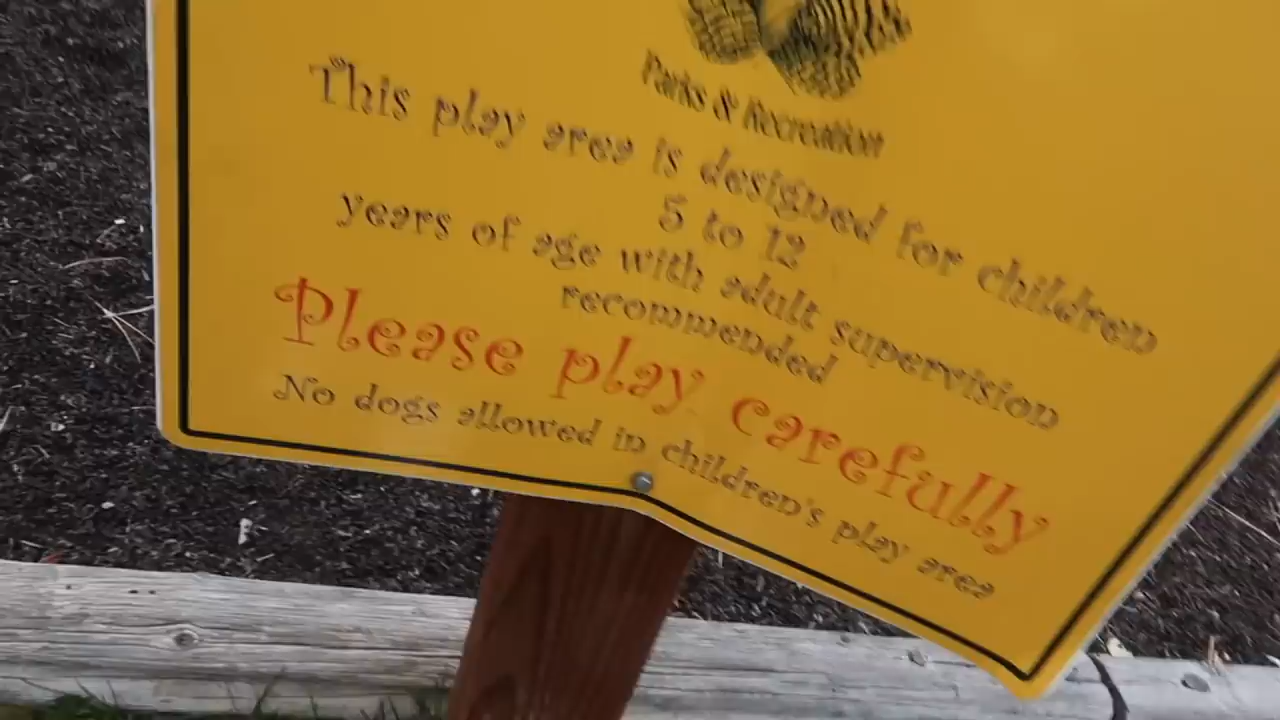 Parks & Recreation
This play area is designed for children
5 to 12
years of age with adult supervision
recommended
Please play carefully
No dogs allowed in children's play area